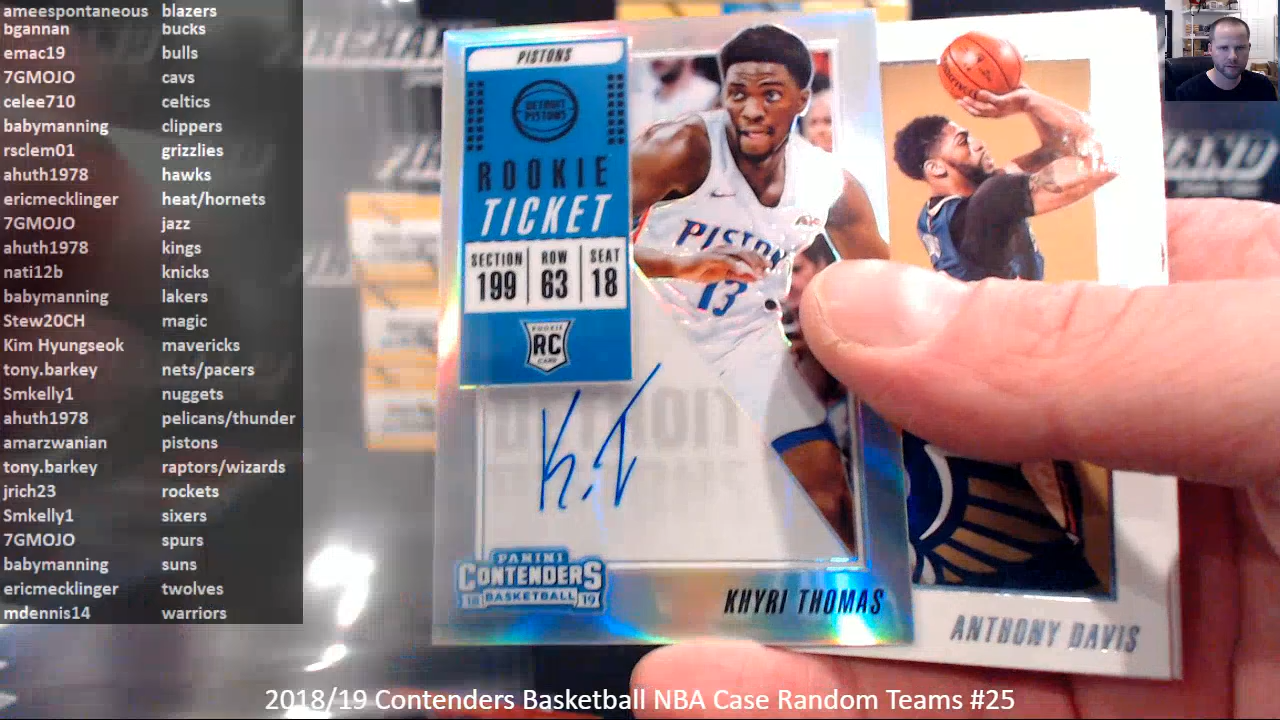 ameespontaneous blazers
bgannan bucks
emac19 bulls
7GMOJO cavs
celee710 celtics
babymanning clippers
rsclem01 grizzlies
ahuth1978 hawks
ericmecklinger heat/hornets
7GMOJO jazz
ahuth1978 kings
nati12b knicks
babymanning lakers
Stew20CH magic
Kim Hyungseok mavericks
tony.barkey nets/pacers
Smkelly1 nuggets
ahuth1978 pelicans/thunder
amarzwanian pistons
tony.barkey raptors/wizards
jrich23 rockets
Smkelly1 sixers
7GMOJO spurs
babymanning suns
ericmecklinger twolves
mdennis14 warriors
PISTONS
DETROIT
PISTONS
ROOKIE
TICKET
SECTION ROW SEAT
199 63 18
ROOKIE
RC
CARD
PISTON
13
DETROIT
PANINI
CONTENDERS
18 BASKETBALL 19
KHYRI THOMAS
ANTHONY DAVIS
2018/19 Contenders Basketball NBA Case Random Teams #25